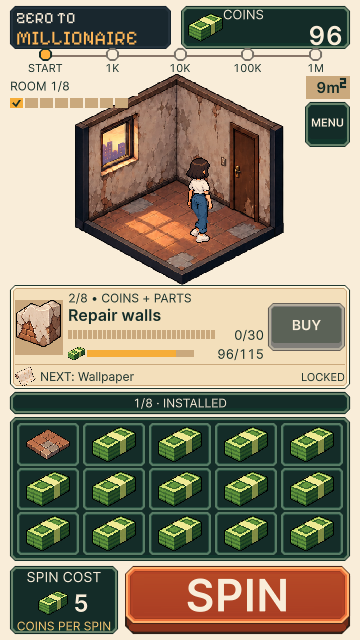 ZERO TO
MILLIONAIRE
COINS
96
START 1K 10K 100K 1M
ROOM 1/8
9m²
MENU
2/8 • COINS + PARTS
Repair walls
0/30
96/115
BUY
NEXT: Wallpaper
LOCKED
1/8 · INSTALLED
SPIN COST
5
COINS PER SPIN
SPIN